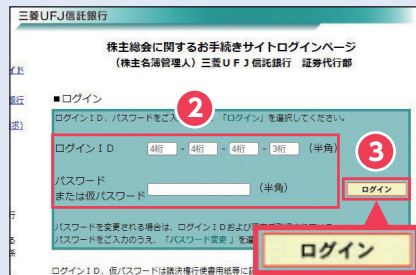 三菱UFJ信託銀行
株主総会に関するお手続きサイトログインページ
(株主名簿管理人) 三菱UFJ信託銀行 証券代行部
イド
銀行
求)
■ログイン
2
ログインID、パスワードをご入 「ログイン」を選択してください。
3
ログインID 4桁 - 4桁 - 4桁 - 3桁 (半角)
パスワード
または仮パスワード (半角)
ログイン
パスワードを変更される場合は、ログインIDおよび
パスワードをご入力のうえ、「パスワード変更」を選
ログイン
ログインID、仮パスワードは議決権行使書用紙等に